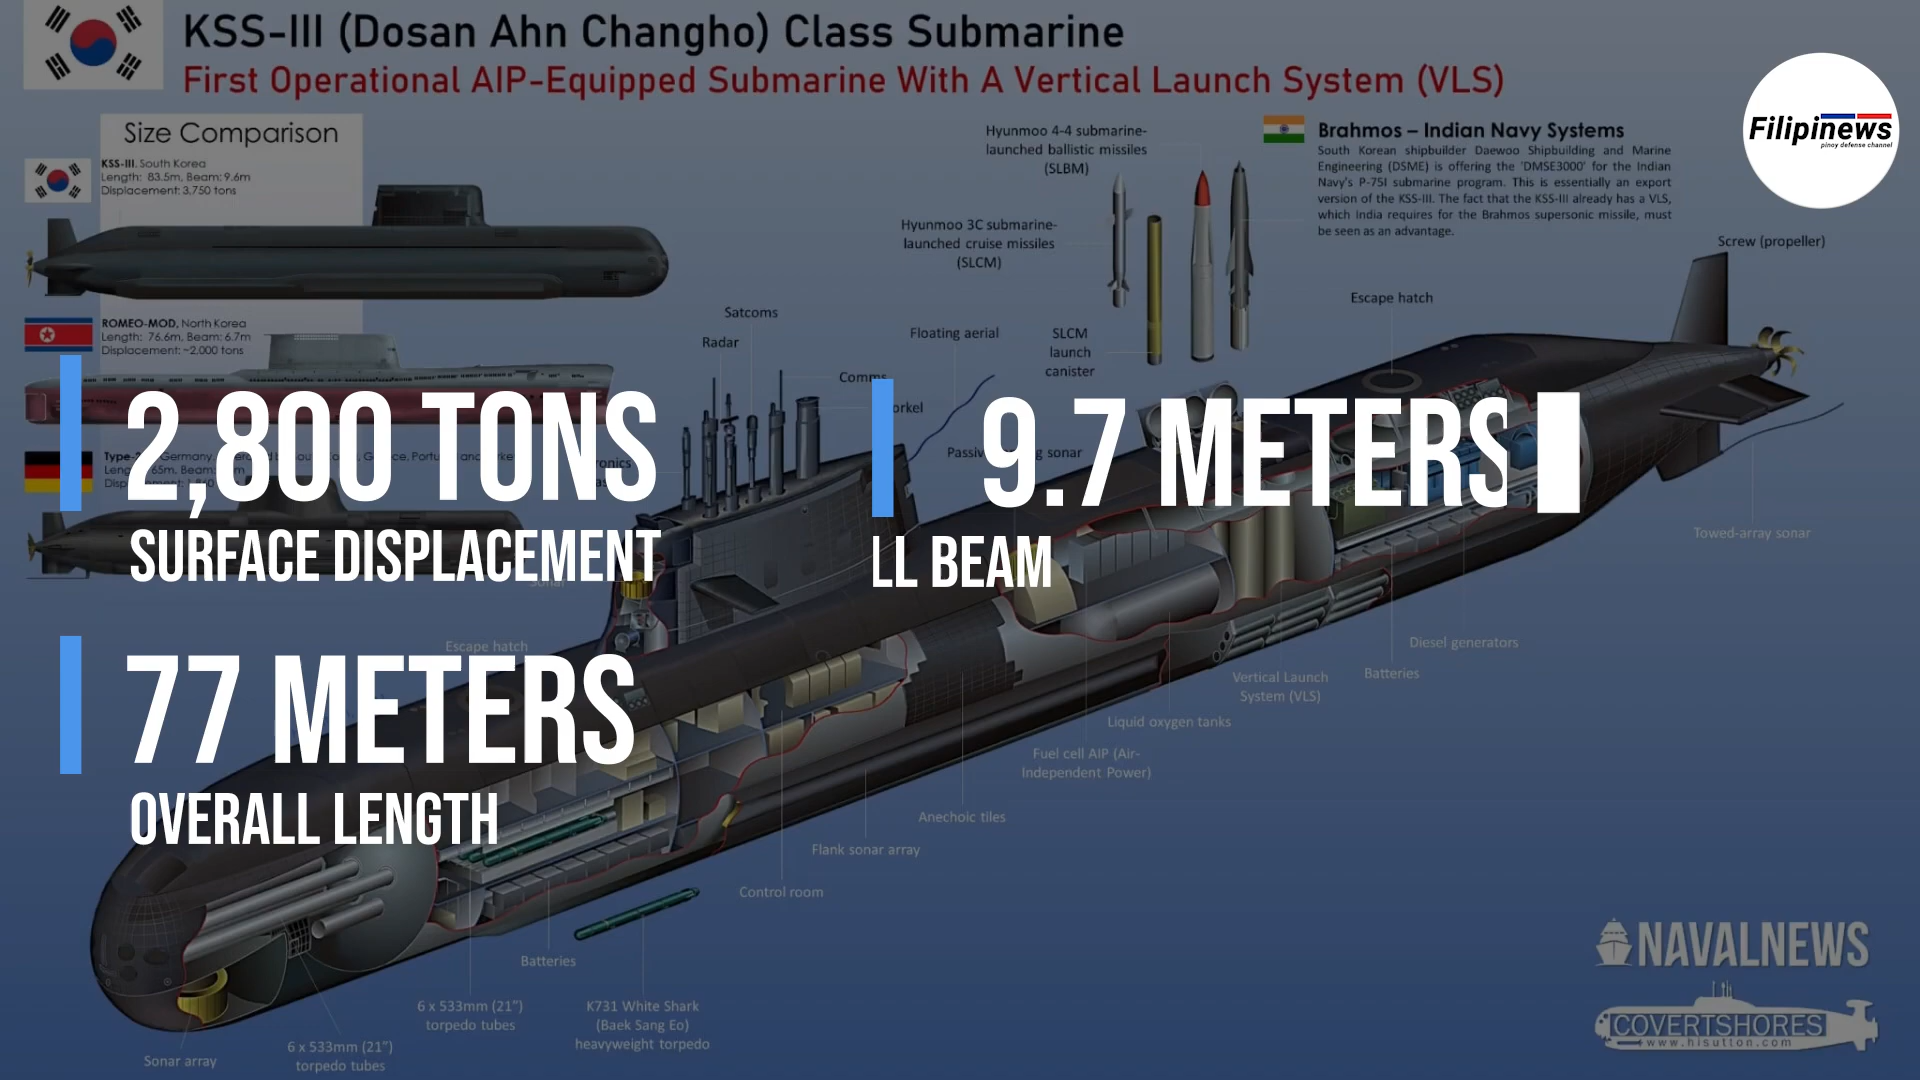 KSS-III (Dosan Ahn Changho) Class Submarine
First Operational AIP-Equipped Submarine With A Vertical Launch System (VLS)
Filipinews
pinoy defense channel
Size Comparison
KSS-III, South Korea
Length: 83.5m, Beam: 9.6m
Displacement: 3,750 tons
ROMEO-MOD, North Korea
Length: 76.6m, Beam: 6.7m
Displacement: ~2,000 tons
Germany,
65m, Beam:
Hyunmoo 4-4 submarine-
launched ballistic missiles
(SLBM)
Hyunmoo 3C submarine-
launched cruise missiles
(SLCM)
SLCM
launch
canister
Brahmos – Indian Navy Systems
South Korean shipbuilder Daewoo Shipbuilding and Marine
Engineering (DSME) is offering the 'DMSE3000' for the Indian
Navy's P-75I submarine program. This is essentially an export
version of the KSS-III. The fact that the KSS-III already has a VLS,
which India requires for the Brahmos supersonic missile, must
be seen as an advantage.
Screw (propeller)
Escape hatch
Satcoms
Radar
Floating aerial
Comms
2,800 TONS
SURFACE DISPLACEMENT
9.7 METERS
LL BEAM
77 METERS
OVERALL LENGTH
Towed-array sonar
Escape hatch
Diesel generators
Batteries
Vertical Launch
System (VLS)
Liquid oxygen tanks
Fuel cell AIP (Air-
Independent Power)
Anechoic tiles
Flank sonar array
Control room
Batteries
6 x 533mm (21”)
torpedo tubes
K731 White Shark
(Baek Sang Eo)
heavyweight torpedo
6 x 533mm (21”)
torpedo tubes
Sonar array
NAVALNEWS
COVERTSHORES
www.hisutton.com